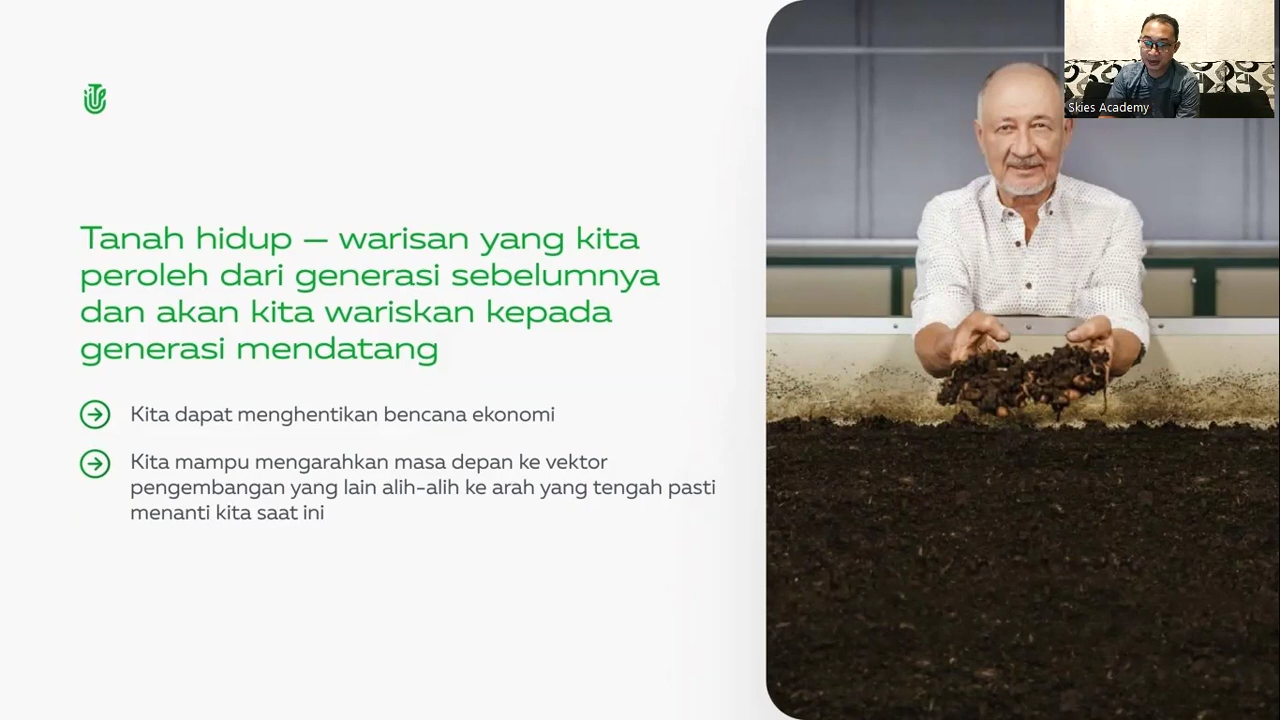 Skies Academy
Tanah hidup — warisan yang kita
peroleh dari generasi sebelumnya
dan akan kita wariskan kepada
generasi mendatang
Kita dapat menghentikan bencana ekonomi
Kita mampu mengarahkan masa depan ke vektor
pengembangan yang lain alih-alih ke arah yang tengah pasti
menanti kita saat ini